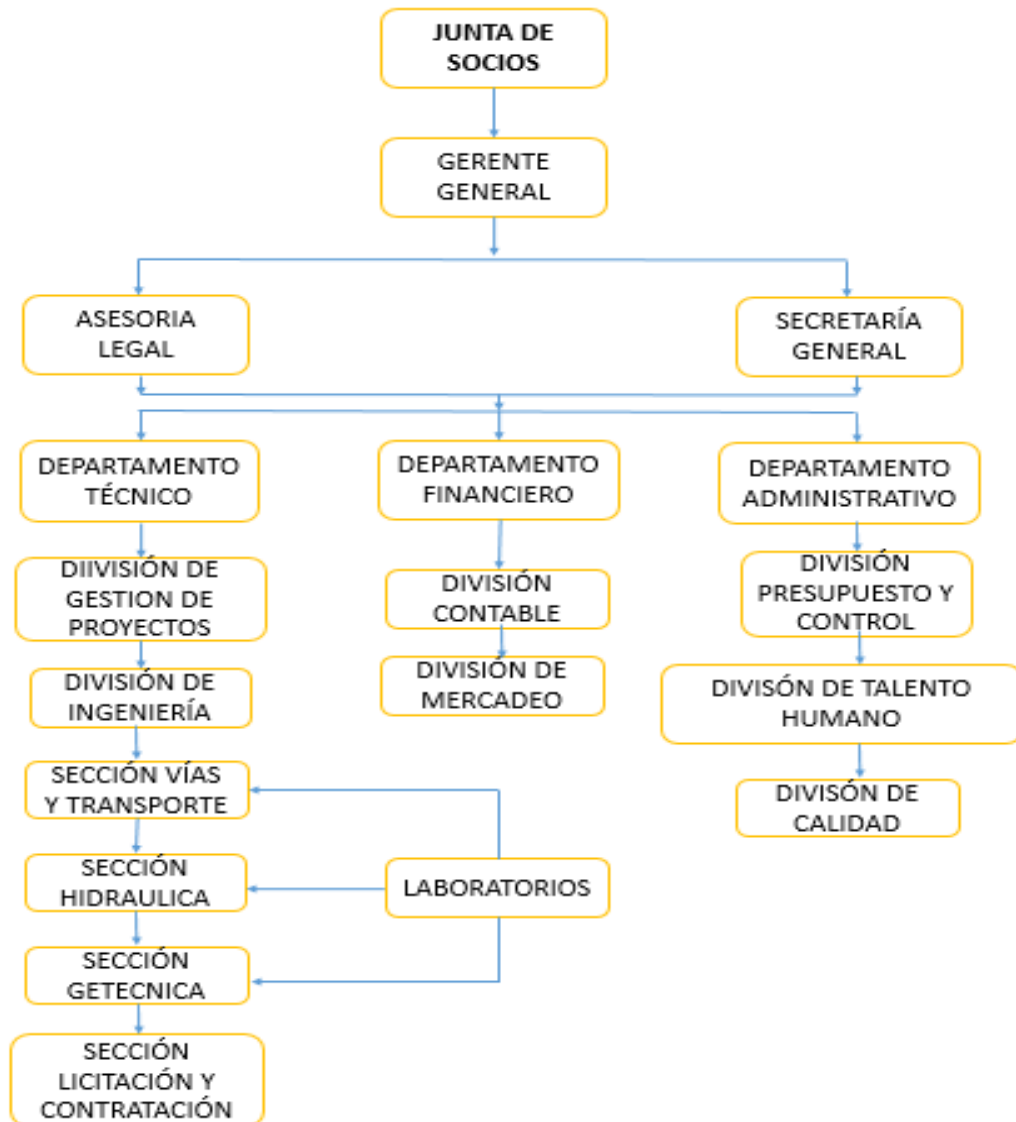 JUNTA DE
SOCIOS
GERENTE
GENERAL
ASESORIA
LEGAL
SECRETARÍA
GENERAL
DEPARTAMENTO
TÉCNICO
DEPARTAMENTO
FINANCIERO
DEPARTAMENTO
ADMINISTRATIVO
DIIVISIÓN DE
GESTION DE
PROYECTOS
DIVISIÓN
CONTABLE
DIVISIÓN
PRESUPUESTO Y
CONTROL
DIVISIÓN DE
INGENIERÍA
DIVISIÓN DE
MERCADEO
DIVISÓN DE TALENTO
HUMANO
SECCIÓN VÍAS
Y TRANSPORTE
DIVISÓN DE
CALIDAD
SECCIÓN
HIDRAULICA
LABORATORIOS
SECCIÓN
GETECNICA
SECCIÓN
LICITACIÓN Y
CONTRATACIÓN